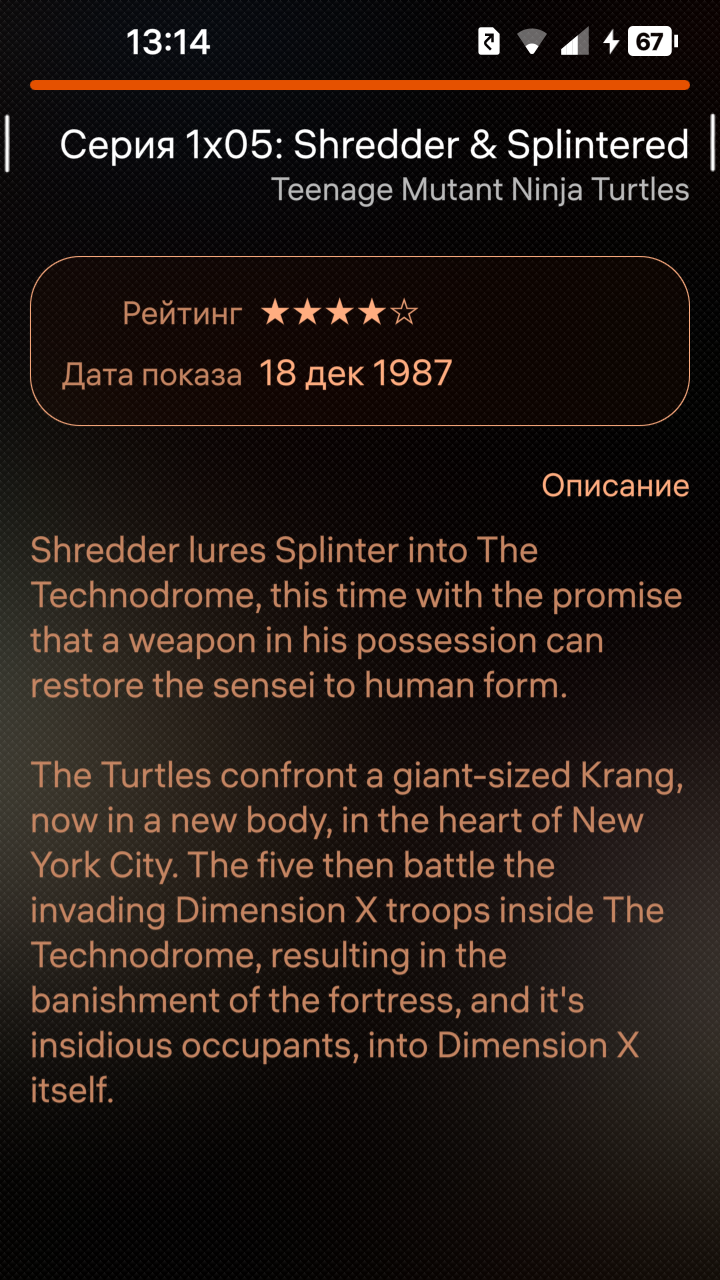 13:14
67
Серия 1x05: Shredder & Splintered
Teenage Mutant Ninja Turtles
Рейтинг ★★★★☆
Дата показа 18 дек 1987
Описание
Shredder lures Splinter into The
Technodrome, this time with the promise
that a weapon in his possession can
restore the sensei to human form.
The Turtles confront a giant-sized Krang,
now in a new body, in the heart of New
York City. The five then battle the
invading Dimension X troops inside The
Technodrome, resulting in the
banishment of the fortress, and it's
insidious occupants, into Dimension X
itself.